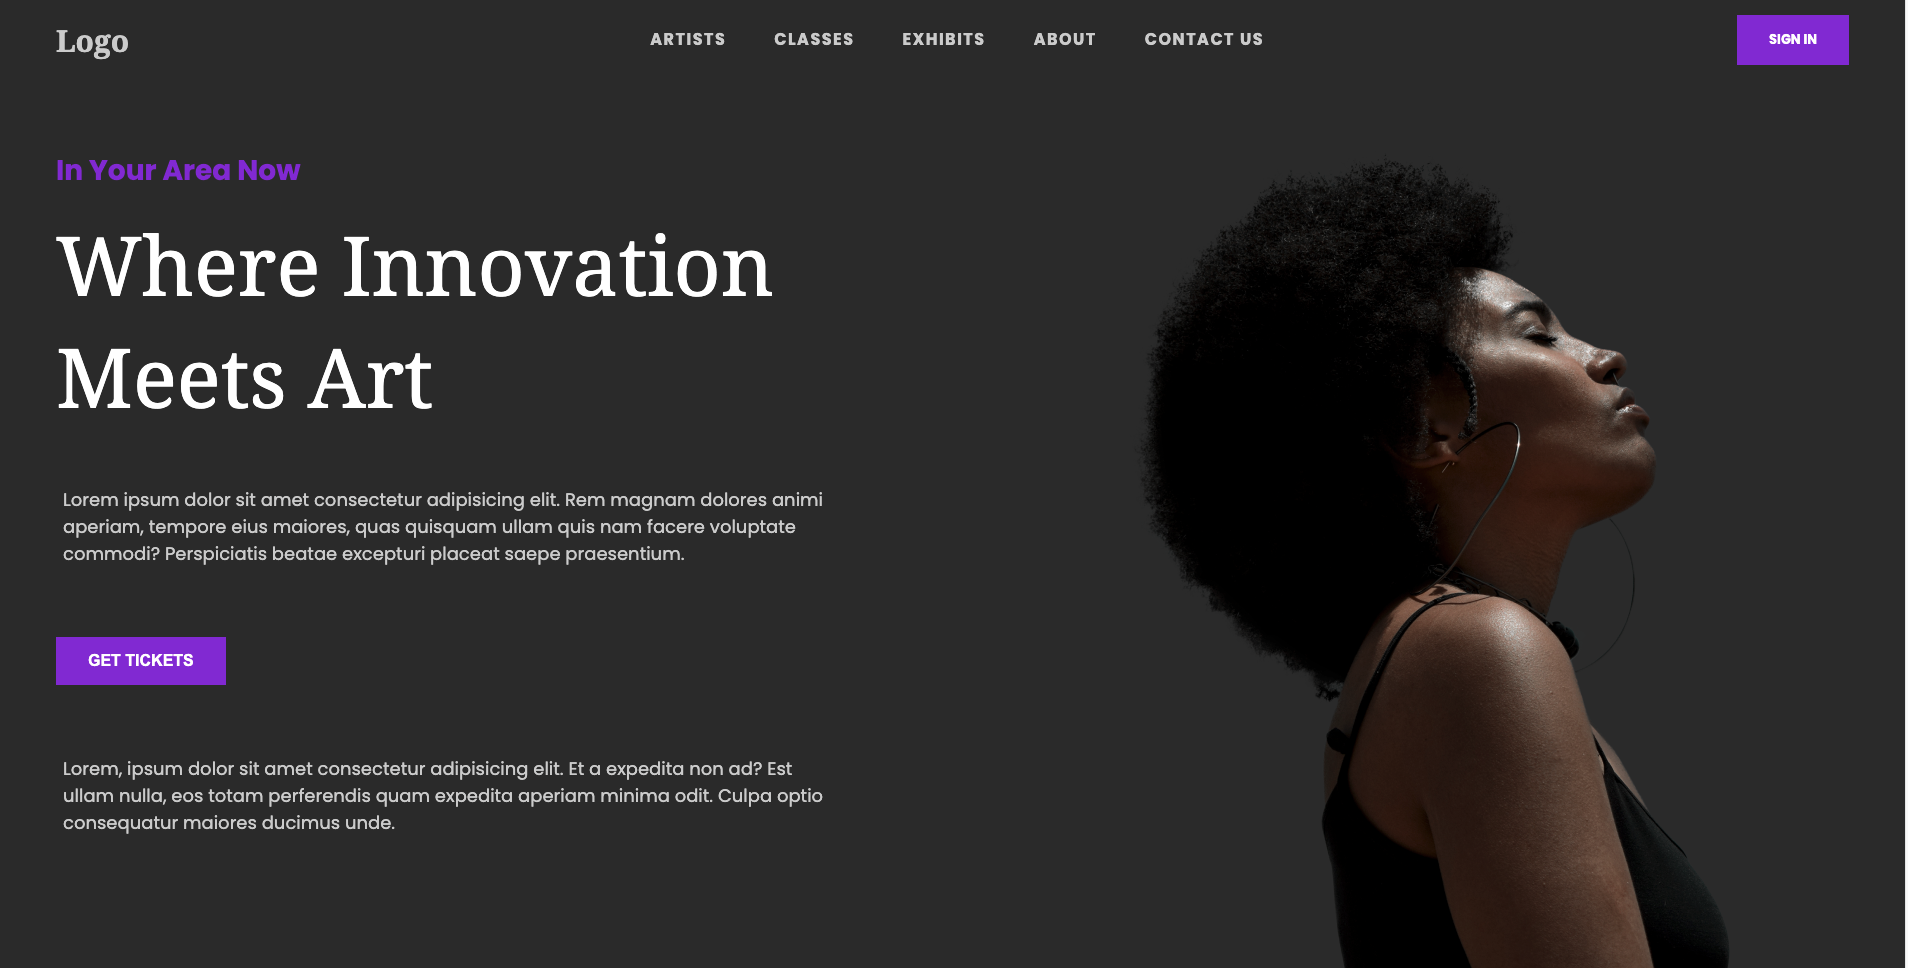 Logo
ARTISTS CLASSES EXHIBITS ABOUT CONTACT US
SIGN IN
In Your Area Now
Where Innovation
Meets Art
Lorem ipsum dolor sit amet consectetur adipisicing elit. Rem magnam dolores animi
aperiam, tempore eius maiores, quas quisquam ullam quis nam facere voluptate
commodi? Perspiciatis beatae excepturi placeat saepe praesentium.
GET TICKETS
Lorem, ipsum dolor sit amet consectetur adipisicing elit. Et a expedita non ad? Est
ullam nulla, eos totam perferendis quam expedita aperiam minima odit. Culpa optio
consequatur maiores ducimus unde.